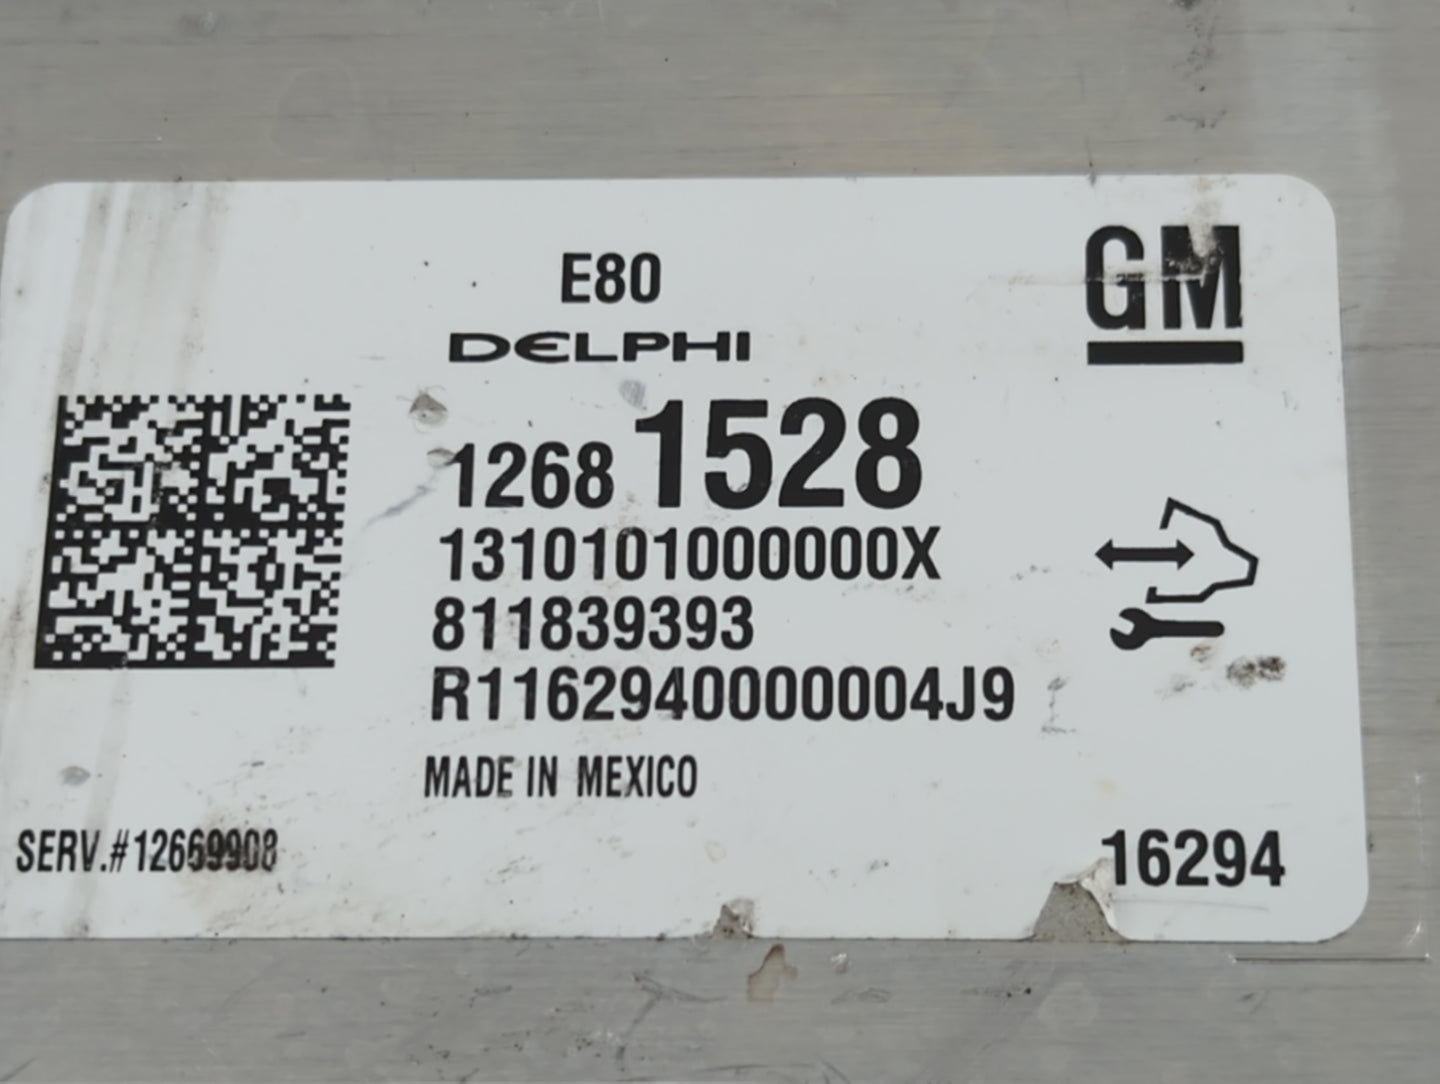 E80
GM
DELPHI
1268 1528
1310101000000X
811839393
R1162940000004J9
MADE IN MEXICO
SERV.#12669908
16294